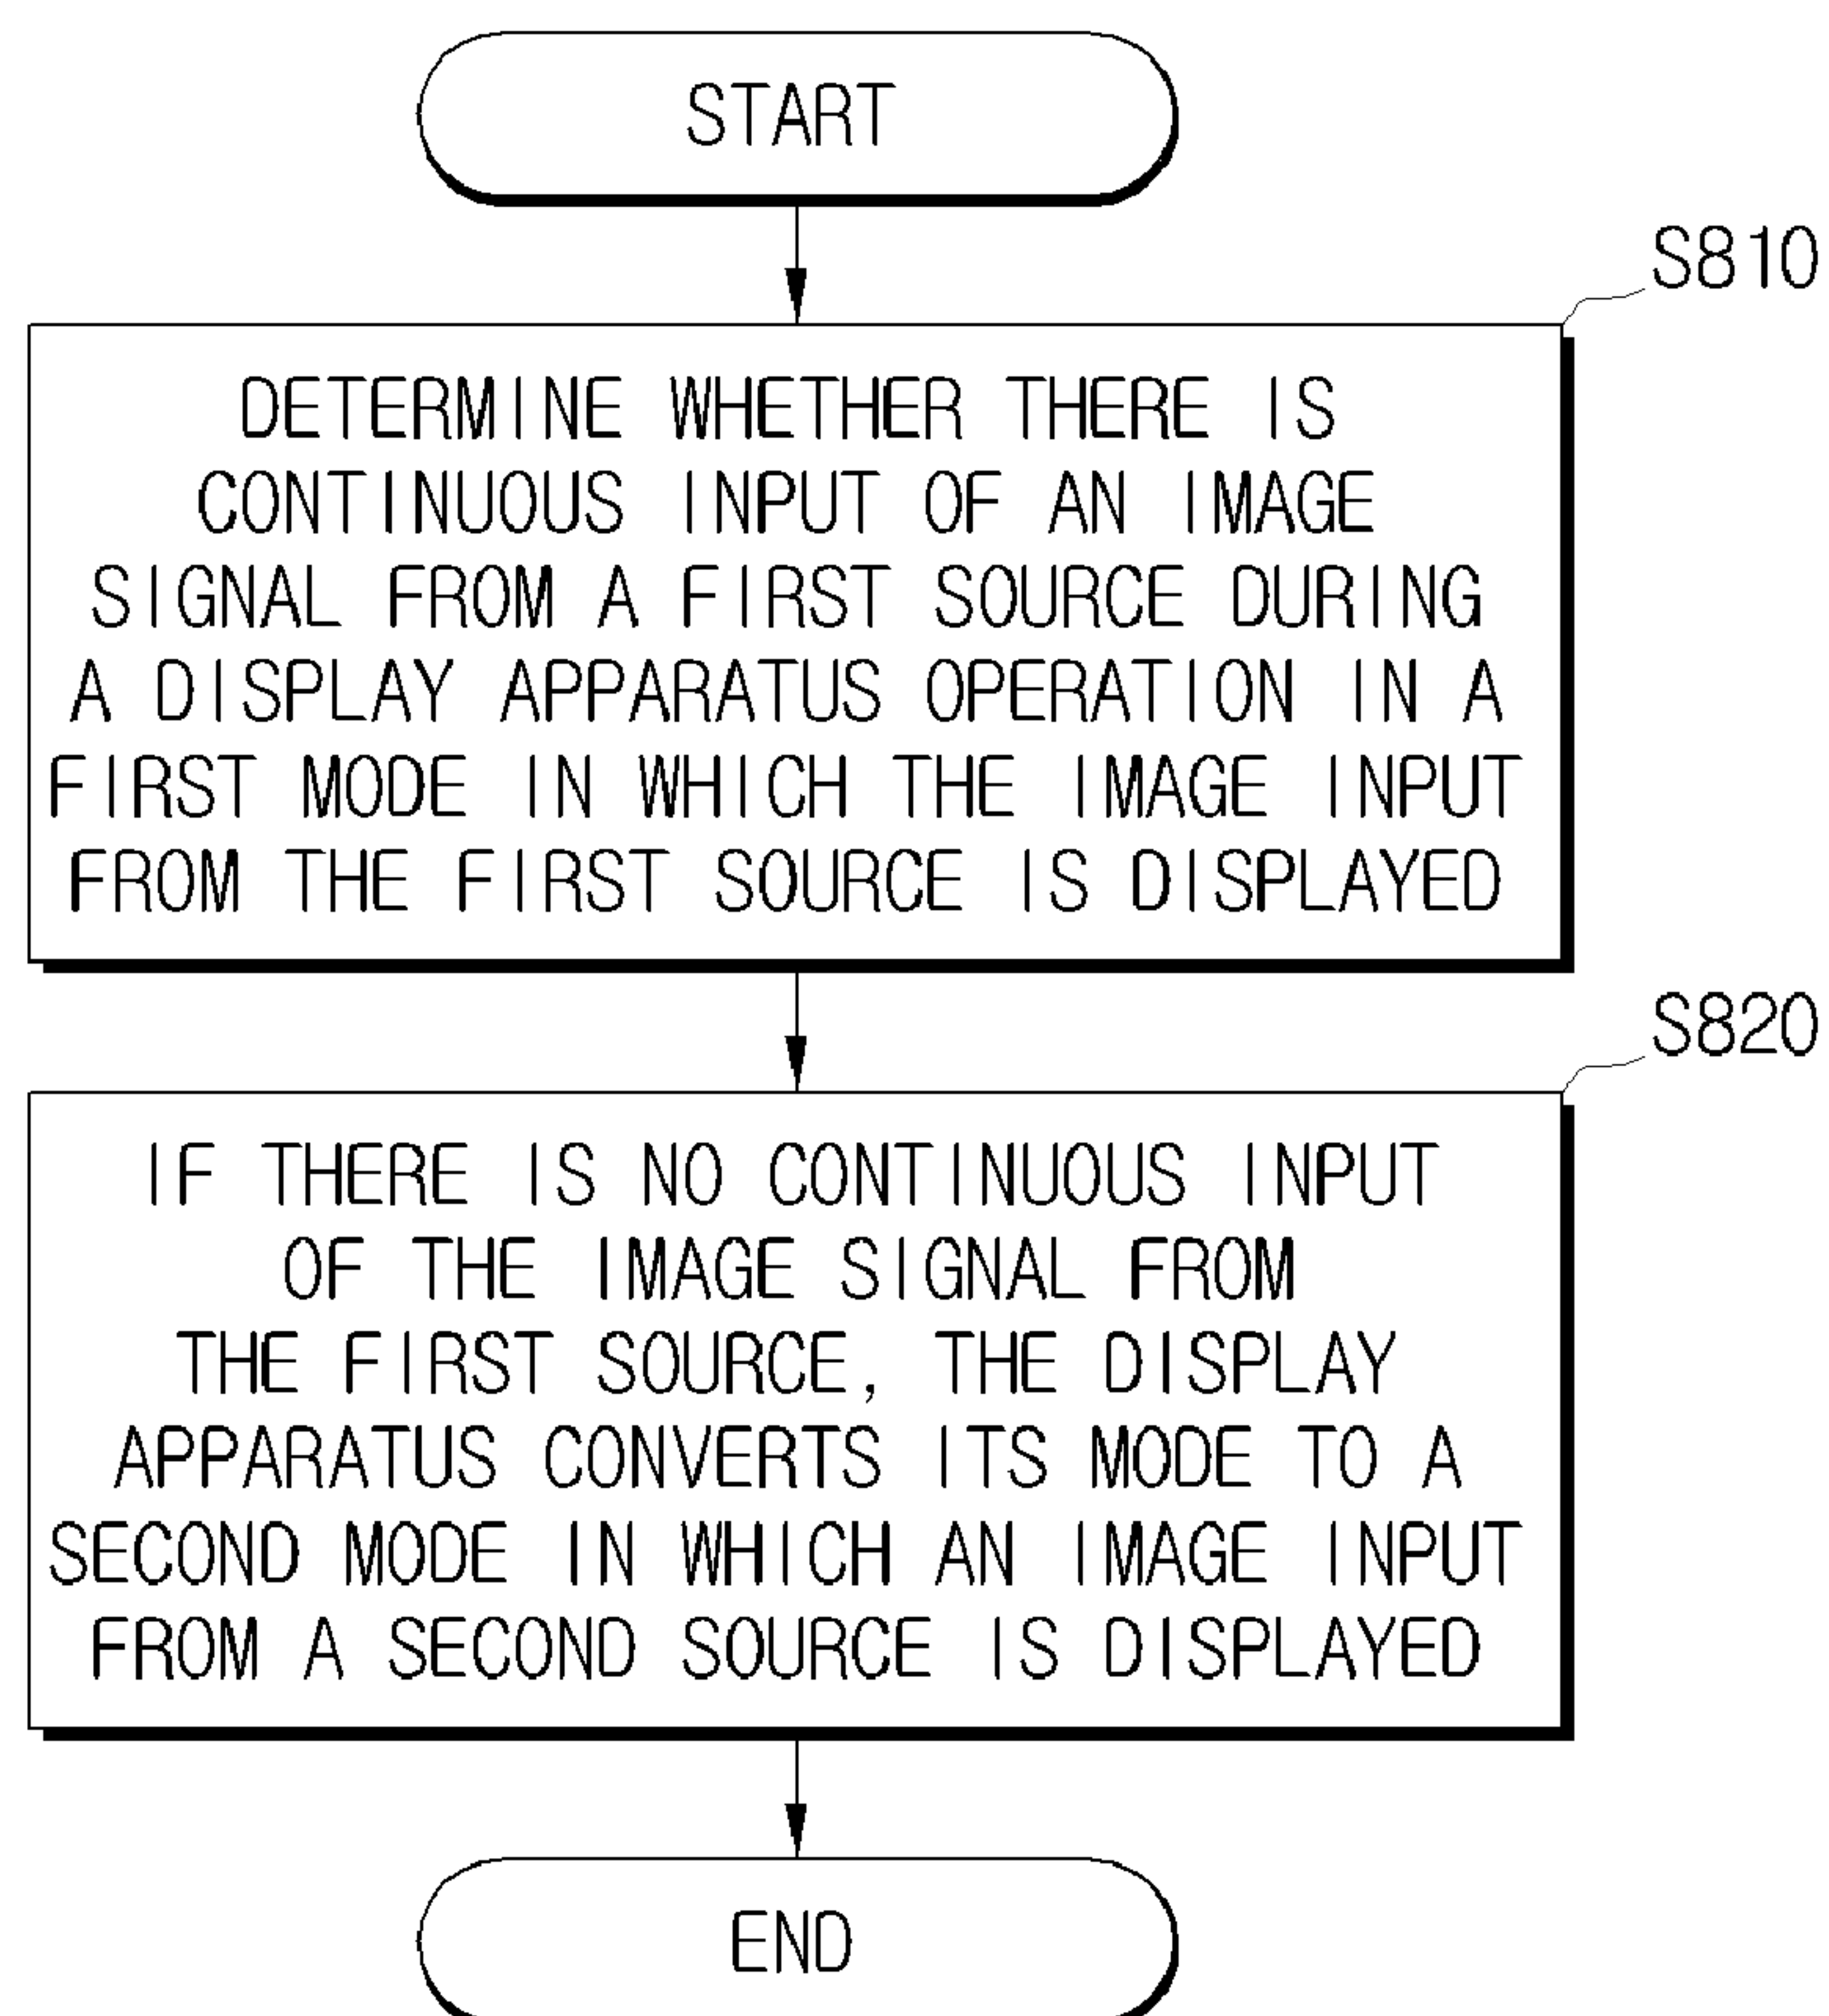 START
S810
DETERMINE WHETHER THERE IS
CONTINUOUS INPUT OF AN IMAGE
SIGNAL FROM A FIRST SOURCE DURING
A DISPLAY APPARATUS OPERATION IN A
FIRST MODE IN WHICH THE IMAGE INPUT
FROM THE FIRST SOURCE IS DISPLAYED
S820
IF THERE IS NO CONTINUOUS INPUT
OF THE IMAGE SIGNAL FROM
THE FIRST SOURCE, THE DISPLAY
APPARATUS CONVERTS ITS MODE TO A
SECOND MODE IN WHICH AN IMAGE INPUT
FROM A SECOND SOURCE IS DISPLAYED
END